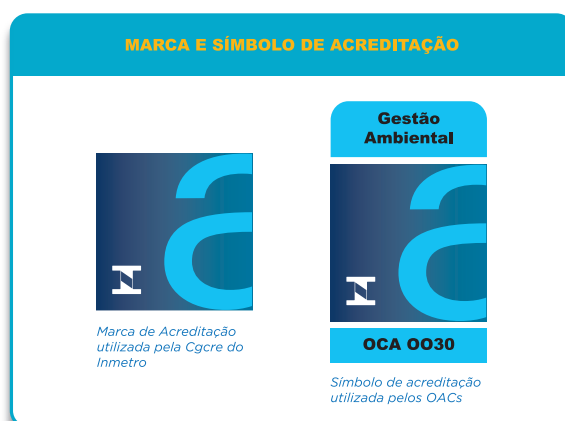 MARCA E SÍMBOLO DE ACREDITAÇÃO
Marca de Acreditação
utilizada pela Cgcre do
Inmetro
Gestão
Ambiental
a
OCA OO30
Símbolo de acreditação
utilizada pelos OACs